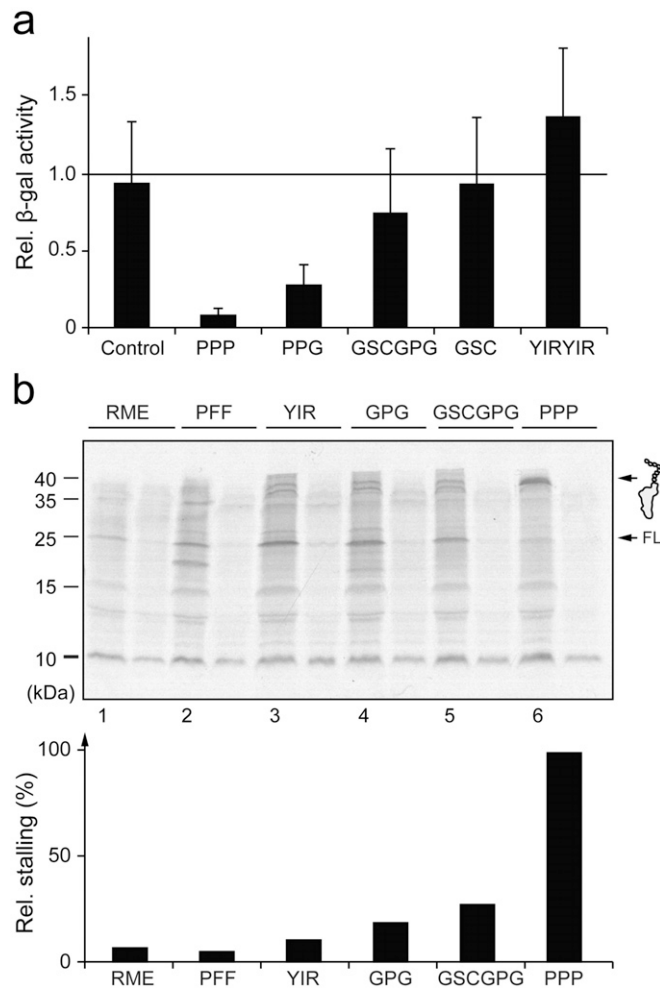 a
Rel. β-gal activity
1.5
1.0
0.5
0
Control PPP PPG GSCGPG GSC YIRYIR
b
RME PFF YIR GPG GSCGPG PPP
40
35
25
FL
15
10
(kDa)
1 2 3 4 5 6
Rel. stalling (%)
100
50
0
RME PFF YIR GPG GSCGPG PPP